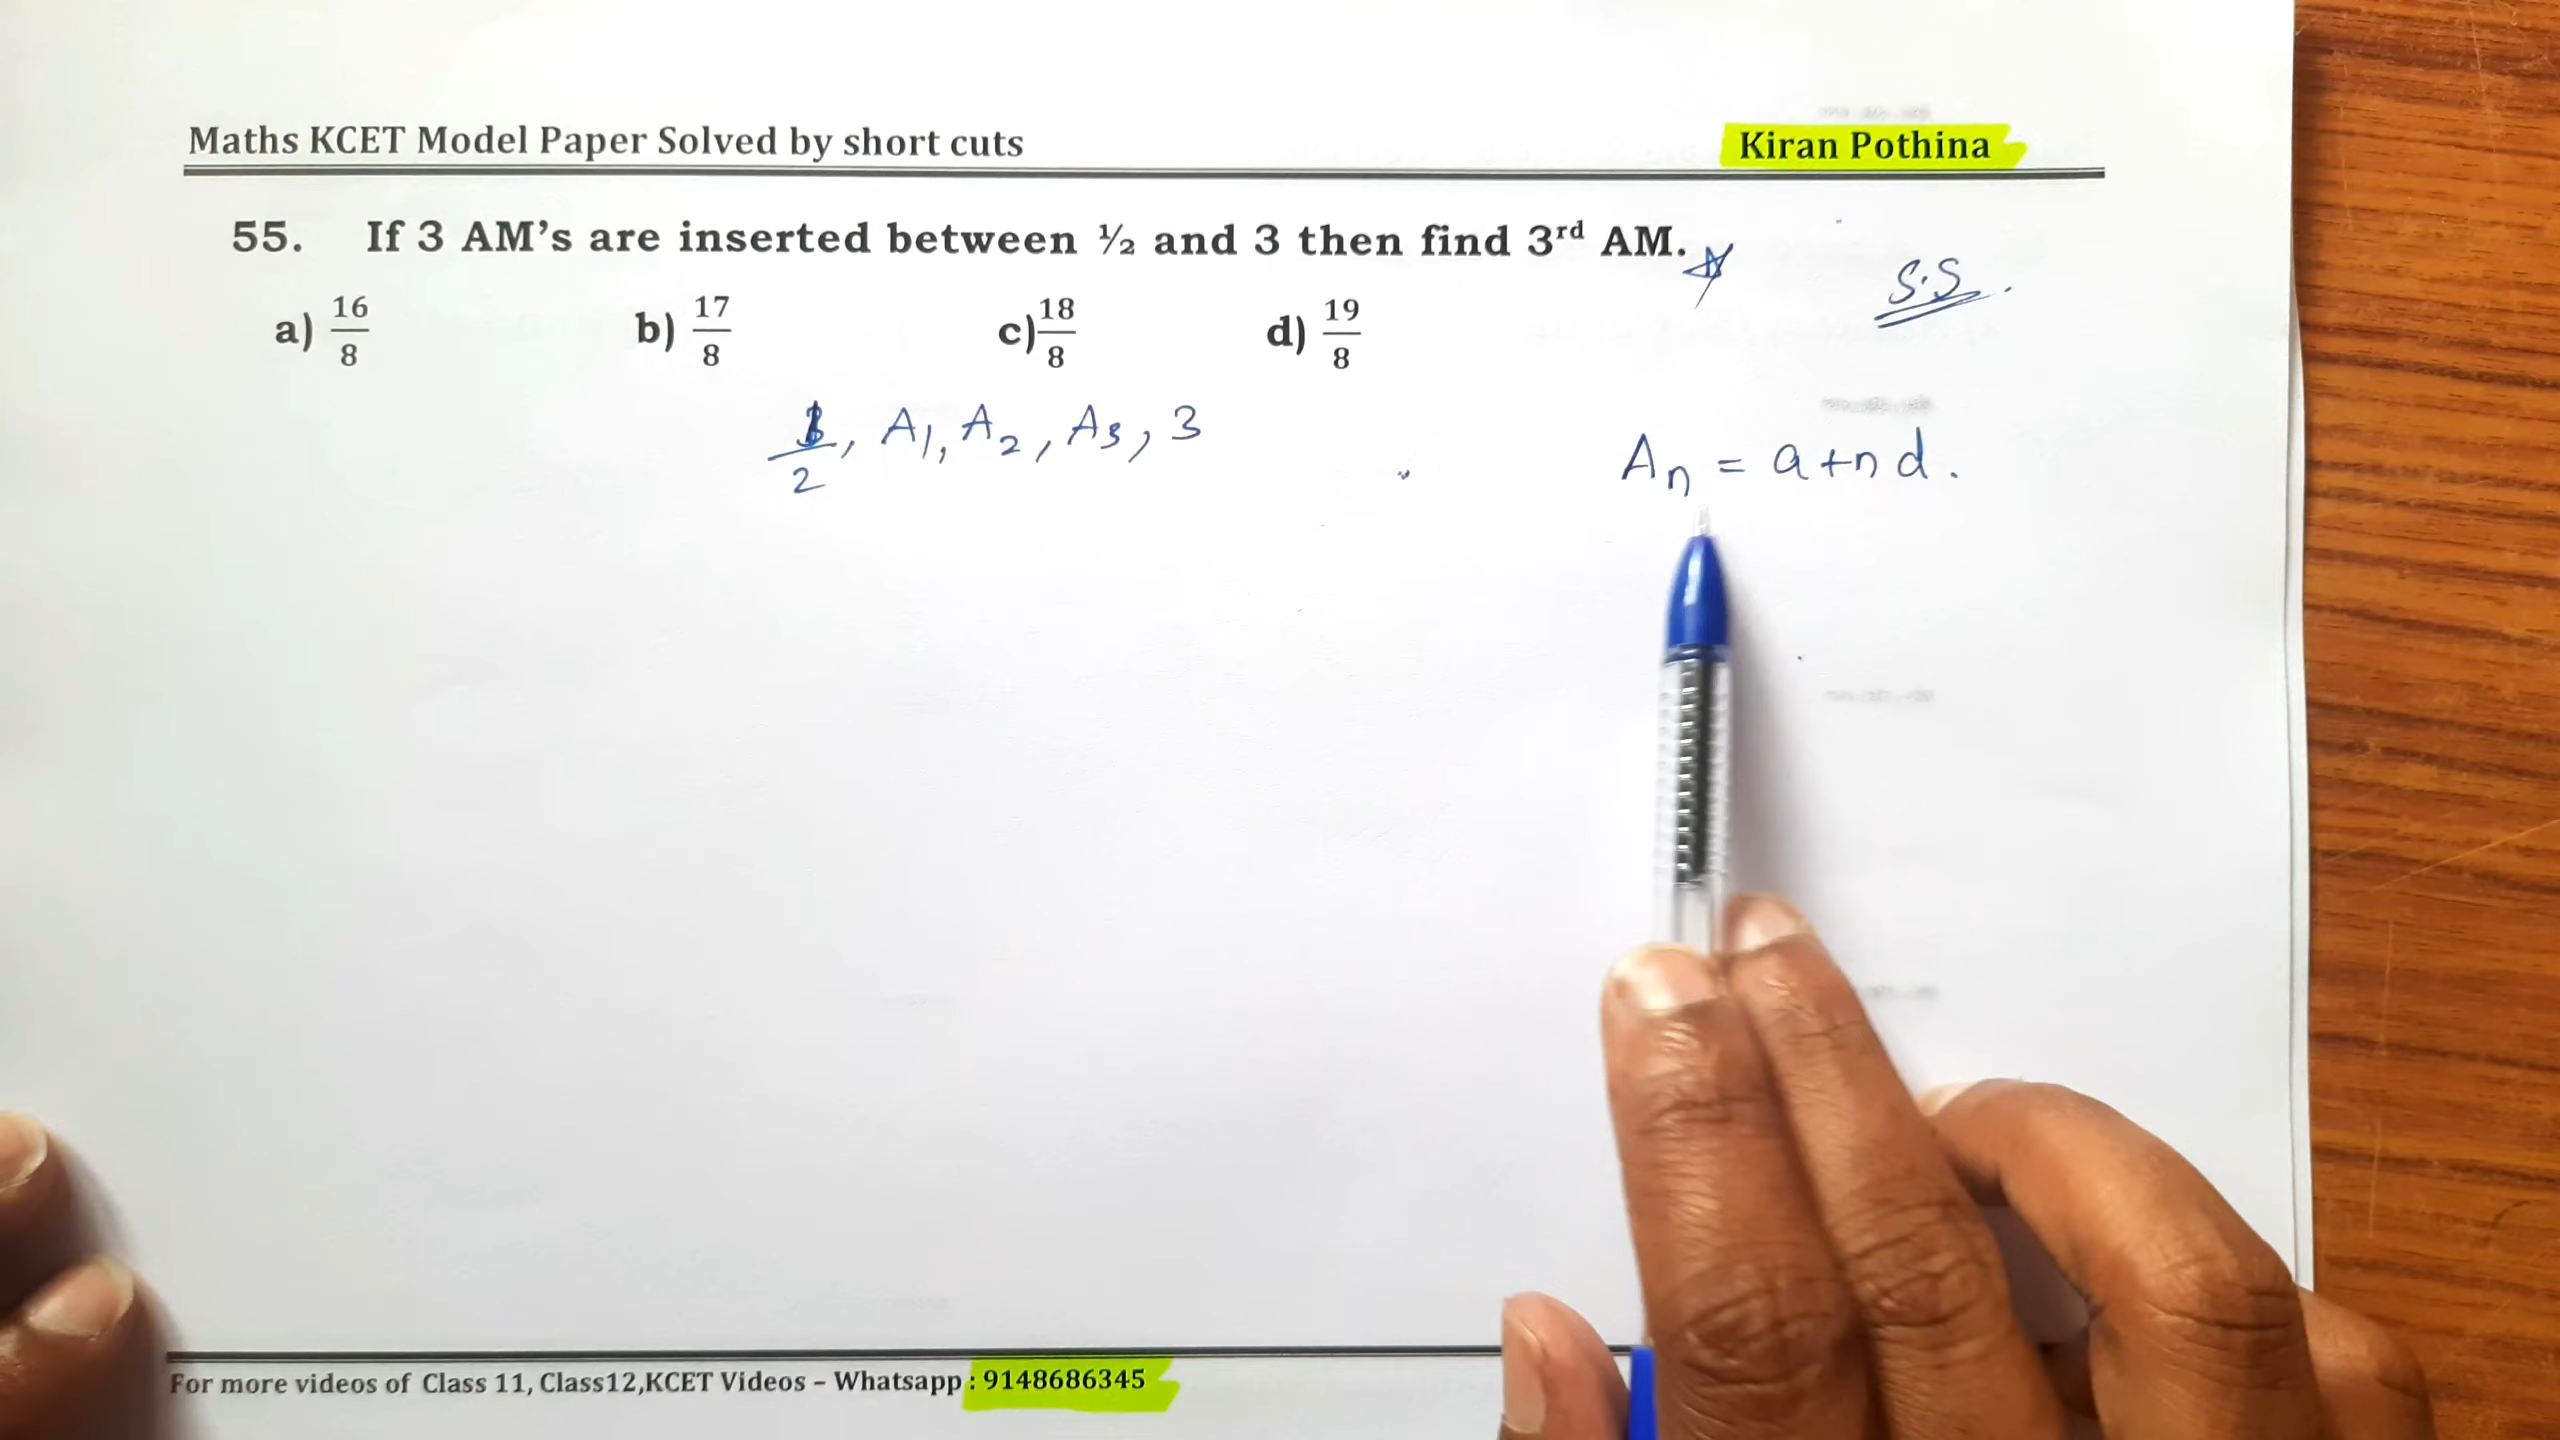 Maths KCET Model Paper Solved by short cuts
Kiran Pothina
55. If 3 AM's are inserted between ½ and 3 then find 3rd AM.
S.S.
a) 16/8 b) 17/8 c) 18/8 d) 19/8
1/2, A1, A2, A3, 3
An = a+nd.
For more videos of Class 11, Class12,KCET Videos – Whatsapp : 9148686345